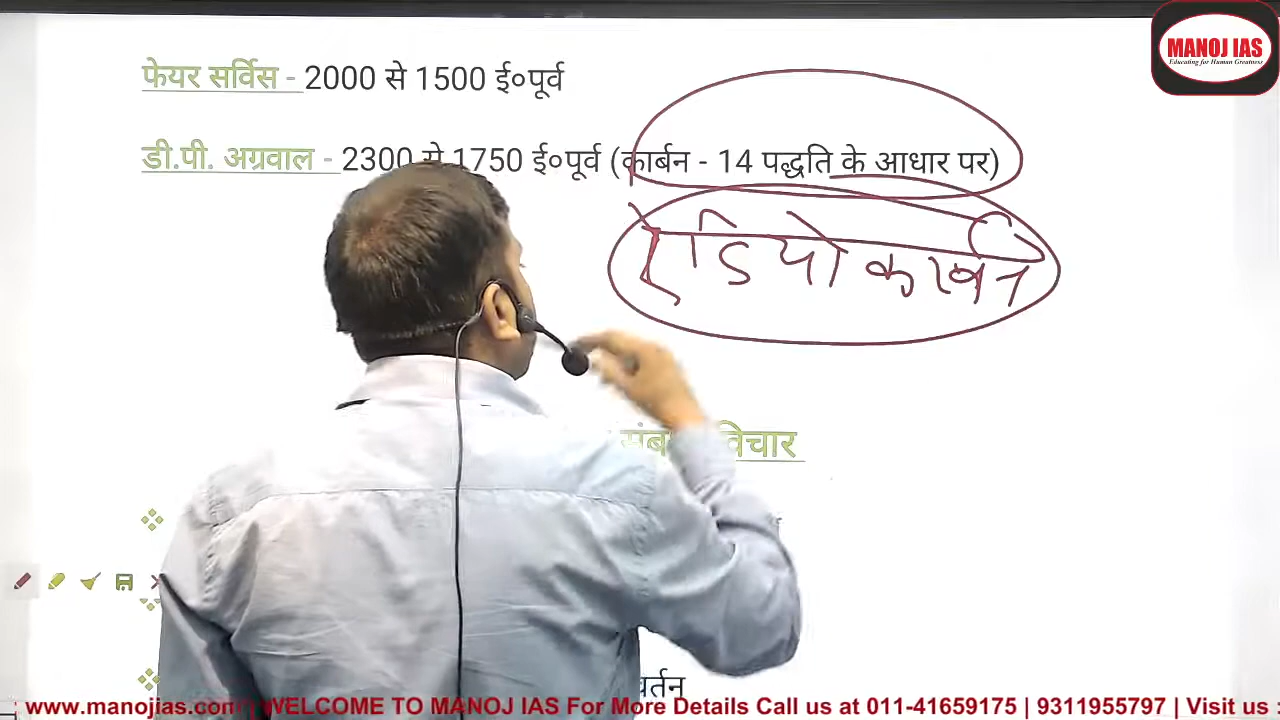 MANOJ IAS
Educating for Human Greatness
फेयर सर्विस - 2000 से 1500 ई०पूर्व
डी.पी. अग्रवाल - 2300 से 1750 ई०पूर्व (कार्बन - 14 पद्धति के आधार पर)
रेडियो कार्बन
विचार
www.manojias.com WELCOME TO MANOJ IAS For More Details Call us at 011-41659175 | 9311955797 | Visit us :